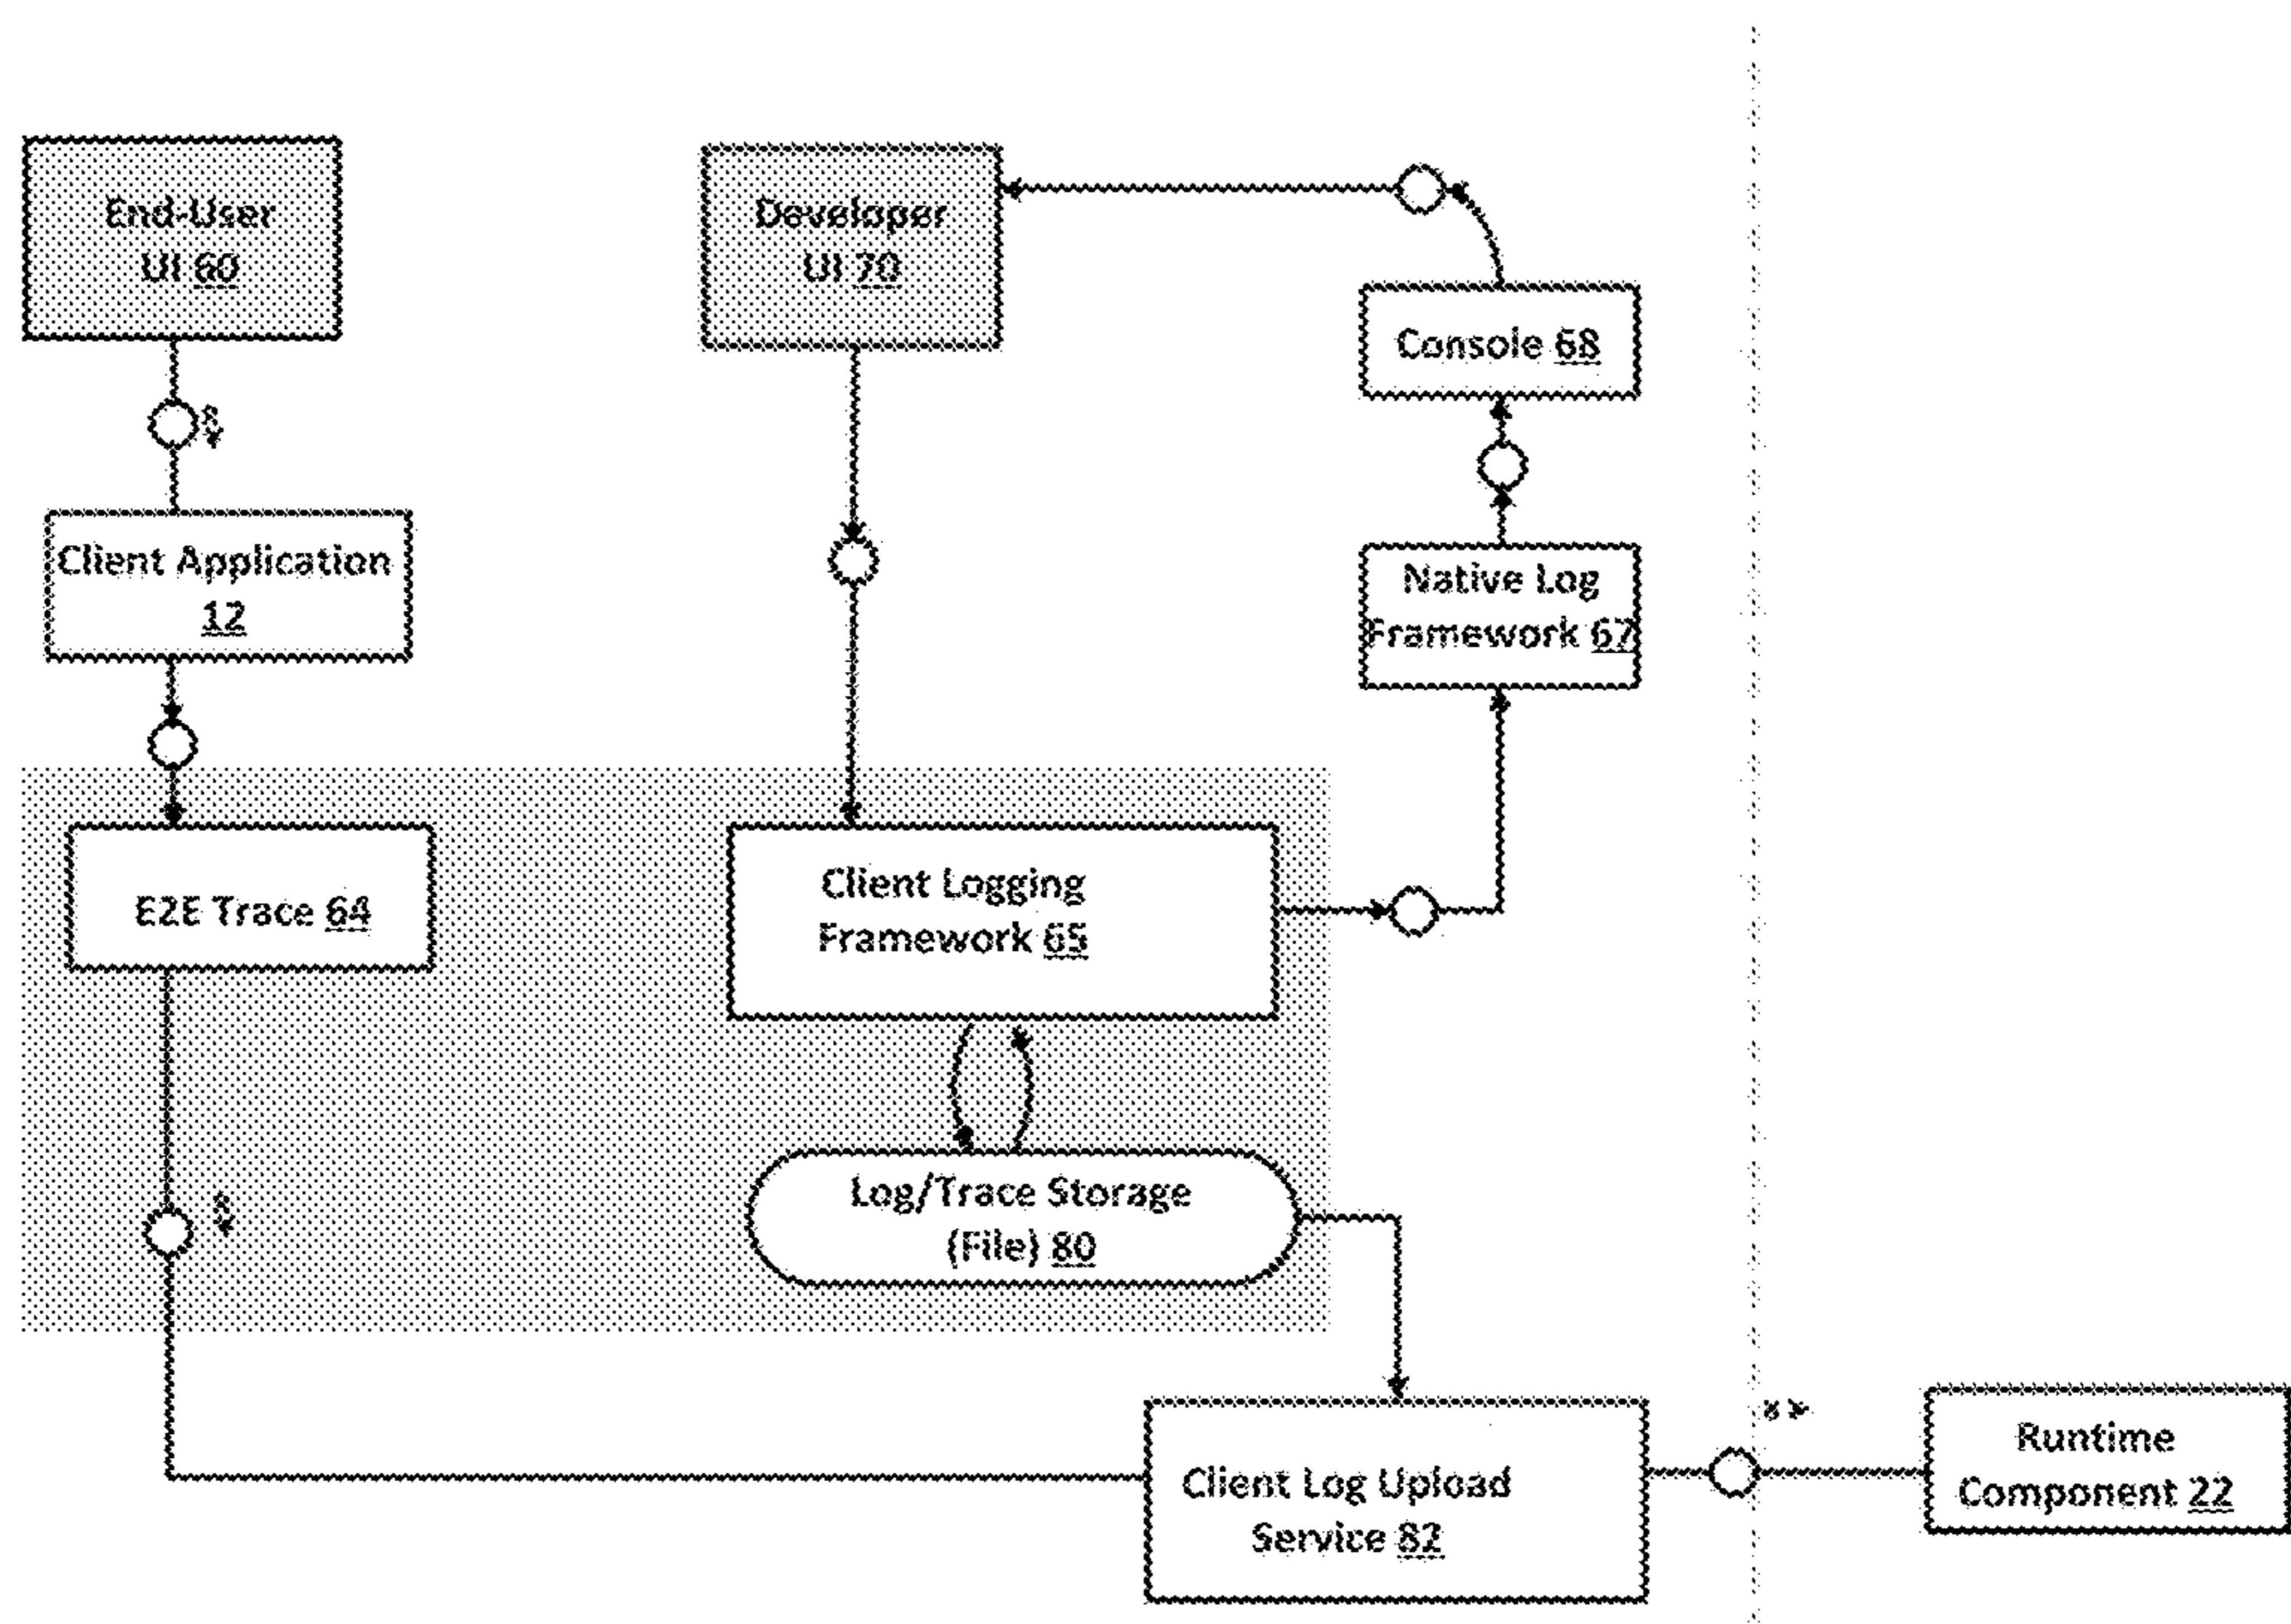 End-User
UI 60
Developer
UI 70
Console 68
R
Client Application
12
Native Log
Framework 67
E2E Trace 64
Client Logging
Framework 65
R
Log/Trace Storage
(File) 80
R
Runtime
Component 22
Client Log Upload
Service 82